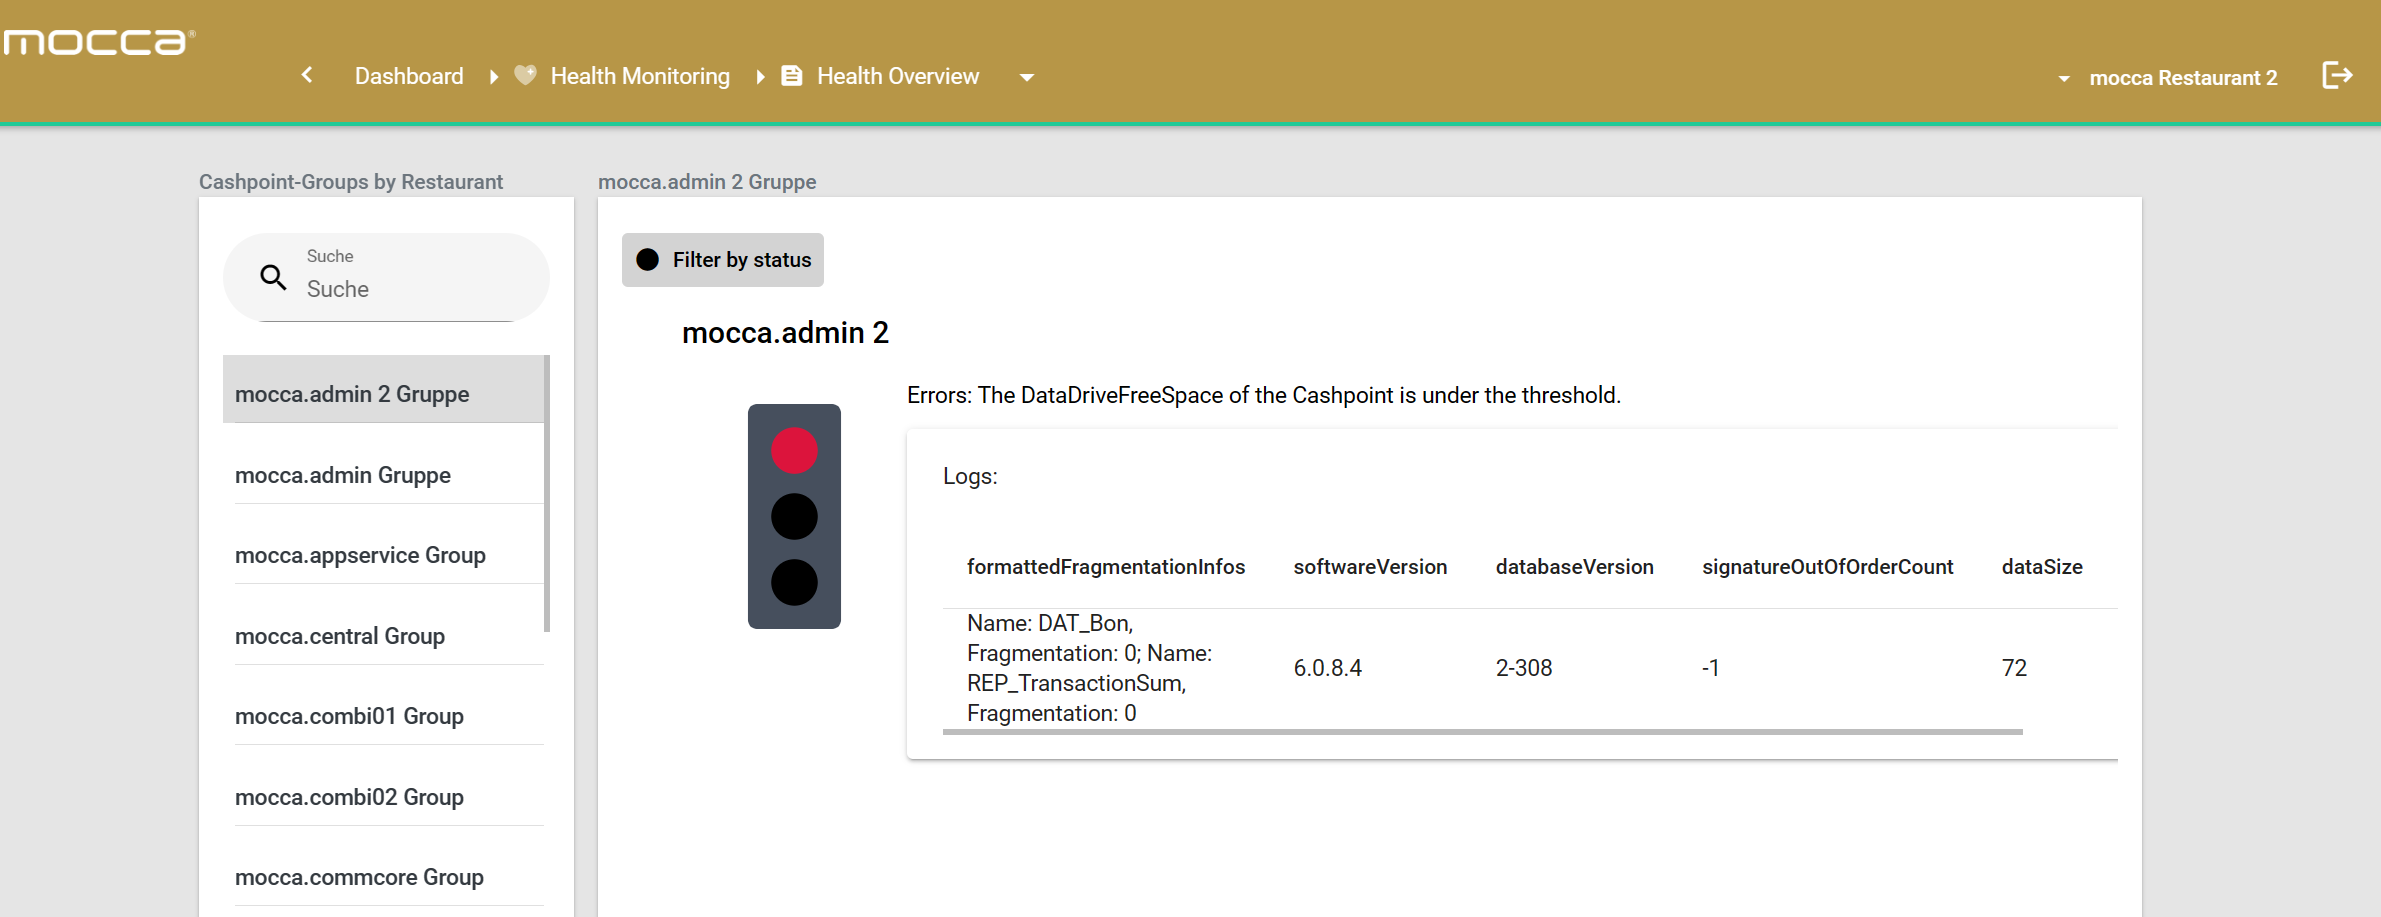 mocca®
Dashboard
Health Monitoring
Health Overview
mocca Restaurant 2
Cashpoint-Groups by Restaurant
Suche
Suche
mocca.admin 2 Gruppe
mocca.admin Gruppe
mocca.appservice Group
mocca.central Group
mocca.combi01 Group
mocca.combi02 Group
mocca.commcore Group
mocca.admin 2 Gruppe
Filter by status
mocca.admin 2
Errors: The DataDriveFreeSpace of the Cashpoint is under the threshold.
Logs:
formattedFragmentationInfos softwareVersion databaseVersion signatureOutOfOrderCount dataSize
Name: DAT_Bon,
Fragmentation: 0; Name:
REP_TransactionSum,
Fragmentation: 0
6.0.8.4 2-308 -1 72